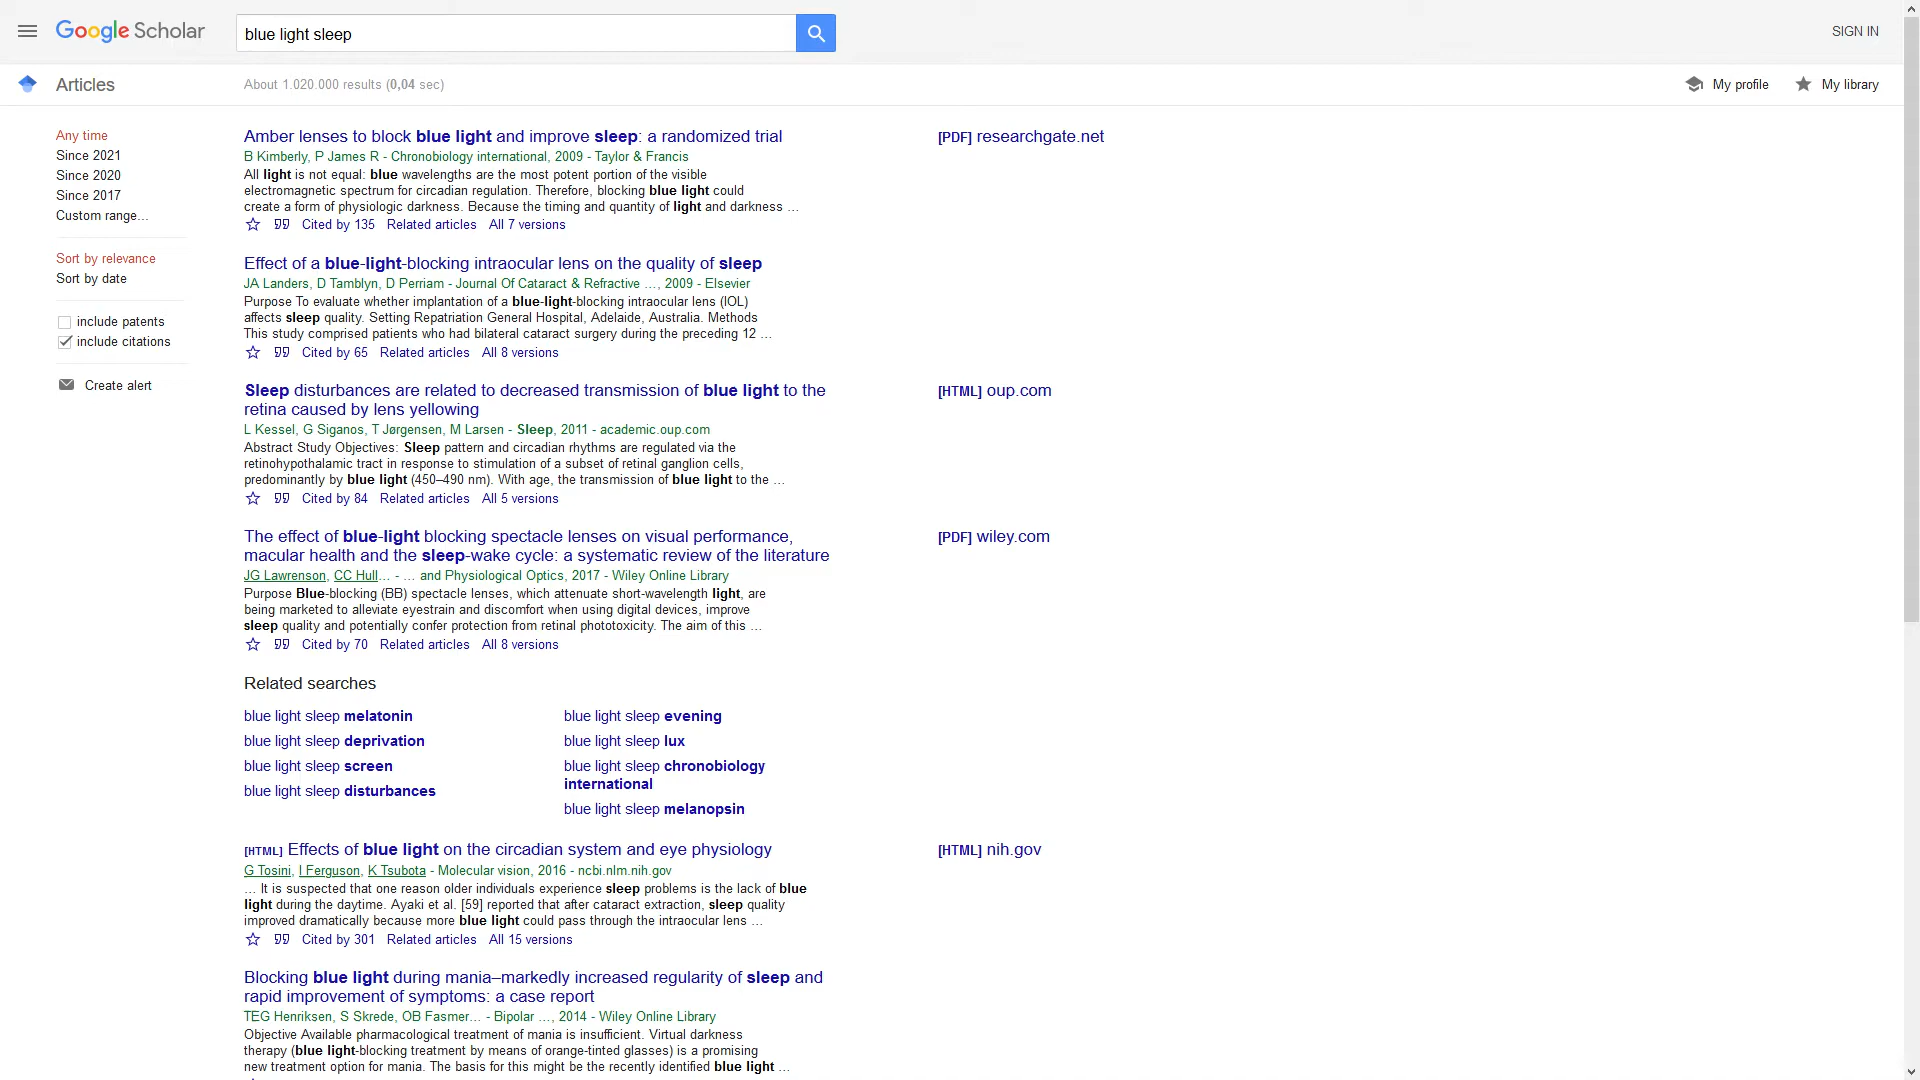 Google Scholar
blue light sleep
SIGN IN
Articles
About 1.020.000 results (0,04 sec)
My profile
My library
Any time
Since 2021
Since 2020
Since 2017
Custom range...
Sort by relevance
Sort by date
include patents
include citations
Create alert
Amber lenses to block blue light and improve sleep: a randomized trial
[PDF] researchgate.net
B Kimberly, P James R - Chronobiology international, 2009 - Taylor & Francis
All light is not equal: blue wavelengths are the most potent portion of the visible
electromagnetic spectrum for circadian regulation. Therefore, blocking blue light could
create a form of physiologic darkness. Because the timing and quantity of light and darkness ...
Cited by 135 Related articles All 7 versions
Effect of a blue-light-blocking intraocular lens on the quality of sleep
JA Landers, D Tamblyn, D Perriam - Journal Of Cataract & Refractive ..., 2009 - Elsevier
Purpose To evaluate whether implantation of a blue-light-blocking intraocular lens (IOL)
affects sleep quality. Setting Repatriation General Hospital, Adelaide, Australia. Methods
This study comprised patients who had bilateral cataract surgery during the preceding 12 ...
Cited by 65 Related articles All 8 versions
Sleep disturbances are related to decreased transmission of blue light to the
retina caused by lens yellowing
[HTML] oup.com
L Kessel, G Siganos, T Jørgensen, M Larsen - Sleep, 2011 - academic.oup.com
Abstract Study Objectives: Sleep pattern and circadian rhythms are regulated via the
retinohypothalamic tract in response to stimulation of a subset of retinal ganglion cells,
predominantly by blue light (450–490 nm). With age, the transmission of blue light to the ...
Cited by 84 Related articles All 5 versions
The effect of blue-light blocking spectacle lenses on visual performance,
macular health and the sleep-wake cycle: a systematic review of the literature
[PDF] wiley.com
JG Lawrenson, CC Hull... - ... and Physiological Optics, 2017 - Wiley Online Library
Purpose Blue-blocking (BB) spectacle lenses, which attenuate short-wavelength light, are
being marketed to alleviate eyestrain and discomfort when using digital devices, improve
sleep quality and potentially confer protection from retinal phototoxicity. The aim of this ...
Cited by 70 Related articles All 8 versions
Related searches
blue light sleep melatonin
blue light sleep deprivation
blue light sleep screen
blue light sleep disturbances
blue light sleep evening
blue light sleep lux
blue light sleep chronobiology
international
blue light sleep melanopsin
[HTML] Effects of blue light on the circadian system and eye physiology
[HTML] nih.gov
G Tosini, I Ferguson, K Tsubota - Molecular vision, 2016 - ncbi.nlm.nih.gov
... It is suspected that one reason older individuals experience sleep problems is the lack of blue
light during the daytime. Ayaki et al. [59] reported that after cataract extraction, sleep quality
improved dramatically because more blue light could pass through the intraocular lens ...
Cited by 301 Related articles All 15 versions
Blocking blue light during mania–markedly increased regularity of sleep and
rapid improvement of symptoms: a case report
TEG Henriksen, S Skrede, OB Fasmer... - Bipolar ..., 2014 - Wiley Online Library
Objective Available pharmacological treatment of mania is insufficient. Virtual darkness
therapy (blue light-blocking treatment by means of orange-tinted glasses) is a promising
new treatment option for mania. The basis for this might be the recently identified blue light ...